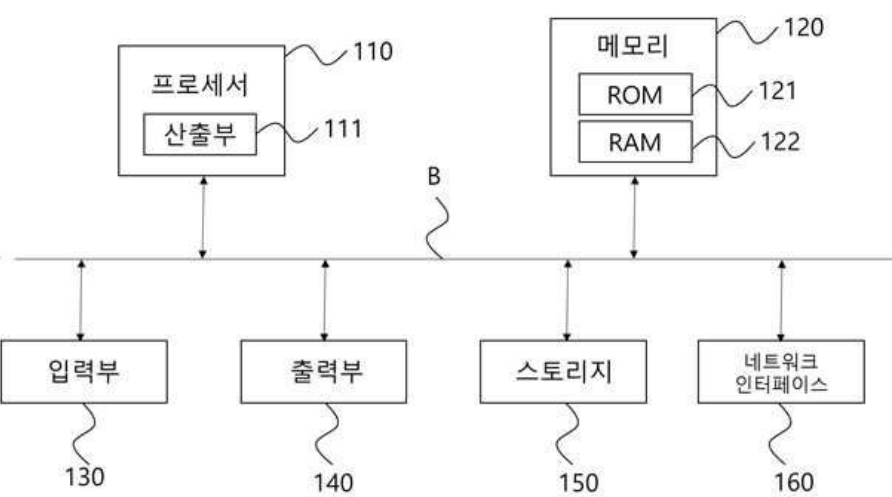 프로세서
110
산출부
111
메모리
120
ROM
121
RAM
122
B
입력부
130
출력부
140
스토리지
150
네트워크
인터페이스
160